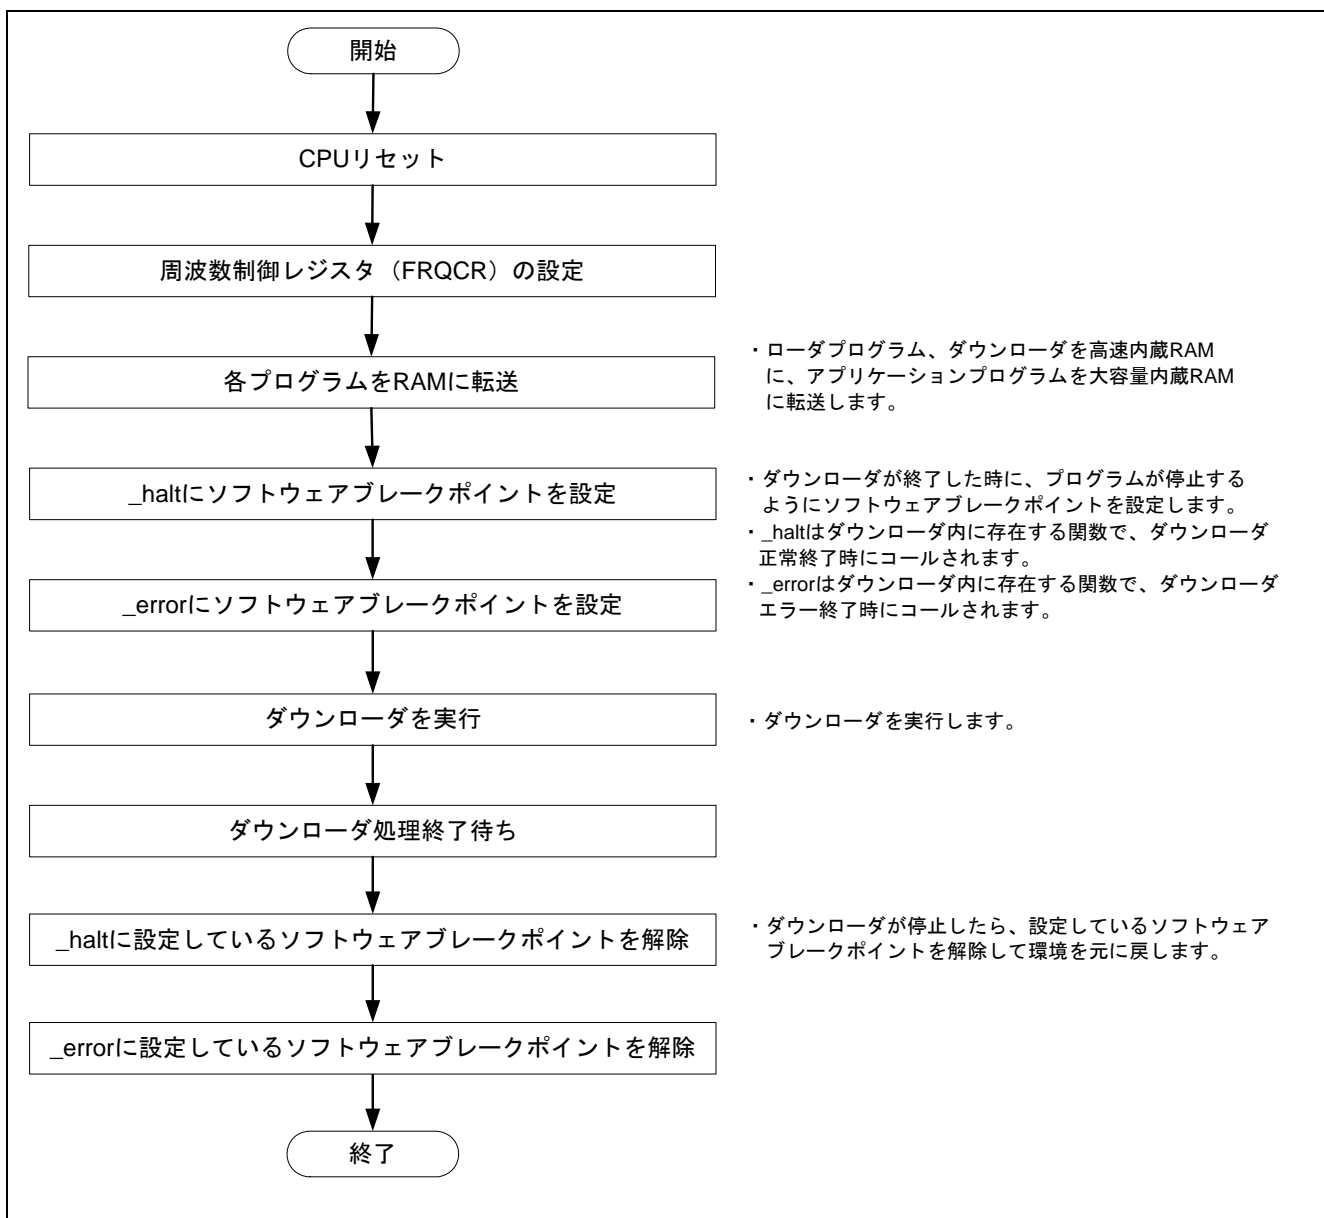 開始
CPUリセット
周波数制御レジスタ（FRQCR）の設定
各プログラムをRAMに転送
・ローダプログラム、ダウンローダを高速内蔵RAM
に、アプリケーションプログラムを大容量内蔵RAM
に転送します。
_haltにソフトウェアブレークポイントを設定
・ダウンローダが終了した時に、プログラムが停止する
ようにソフトウェアブレークポイントを設定します。
・_haltはダウンローダ内に存在する関数で、ダウンローダ
正常終了時にコールされます。
・_errorはダウンローダ内に存在する関数で、ダウンローダ
エラー終了時にコールされます。
_errorにソフトウェアブレークポイントを設定
ダウンローダを実行
・ダウンローダを実行します。
ダウンローダ処理終了待ち
_haltに設定しているソフトウェアブレークポイントを解除
・ダウンローダが停止したら、設定しているソフトウェア
ブレークポイントを解除して環境を元に戻します。
_errorに設定しているソフトウェアブレークポイントを解除
終了